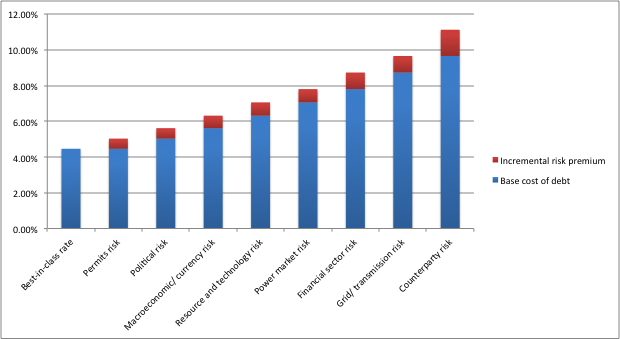 12.00%
10.00%
8.00%
6.00%
4.00%
2.00%
0.00%
Best-in-class rate
Permits risk
Political risk
Macroeconomic/ currency risk
Resource and technology risk
Power market risk
Financial sector risk
Grid/ transmission risk
Counterparty risk
Incremental risk premium
Base cost of debt